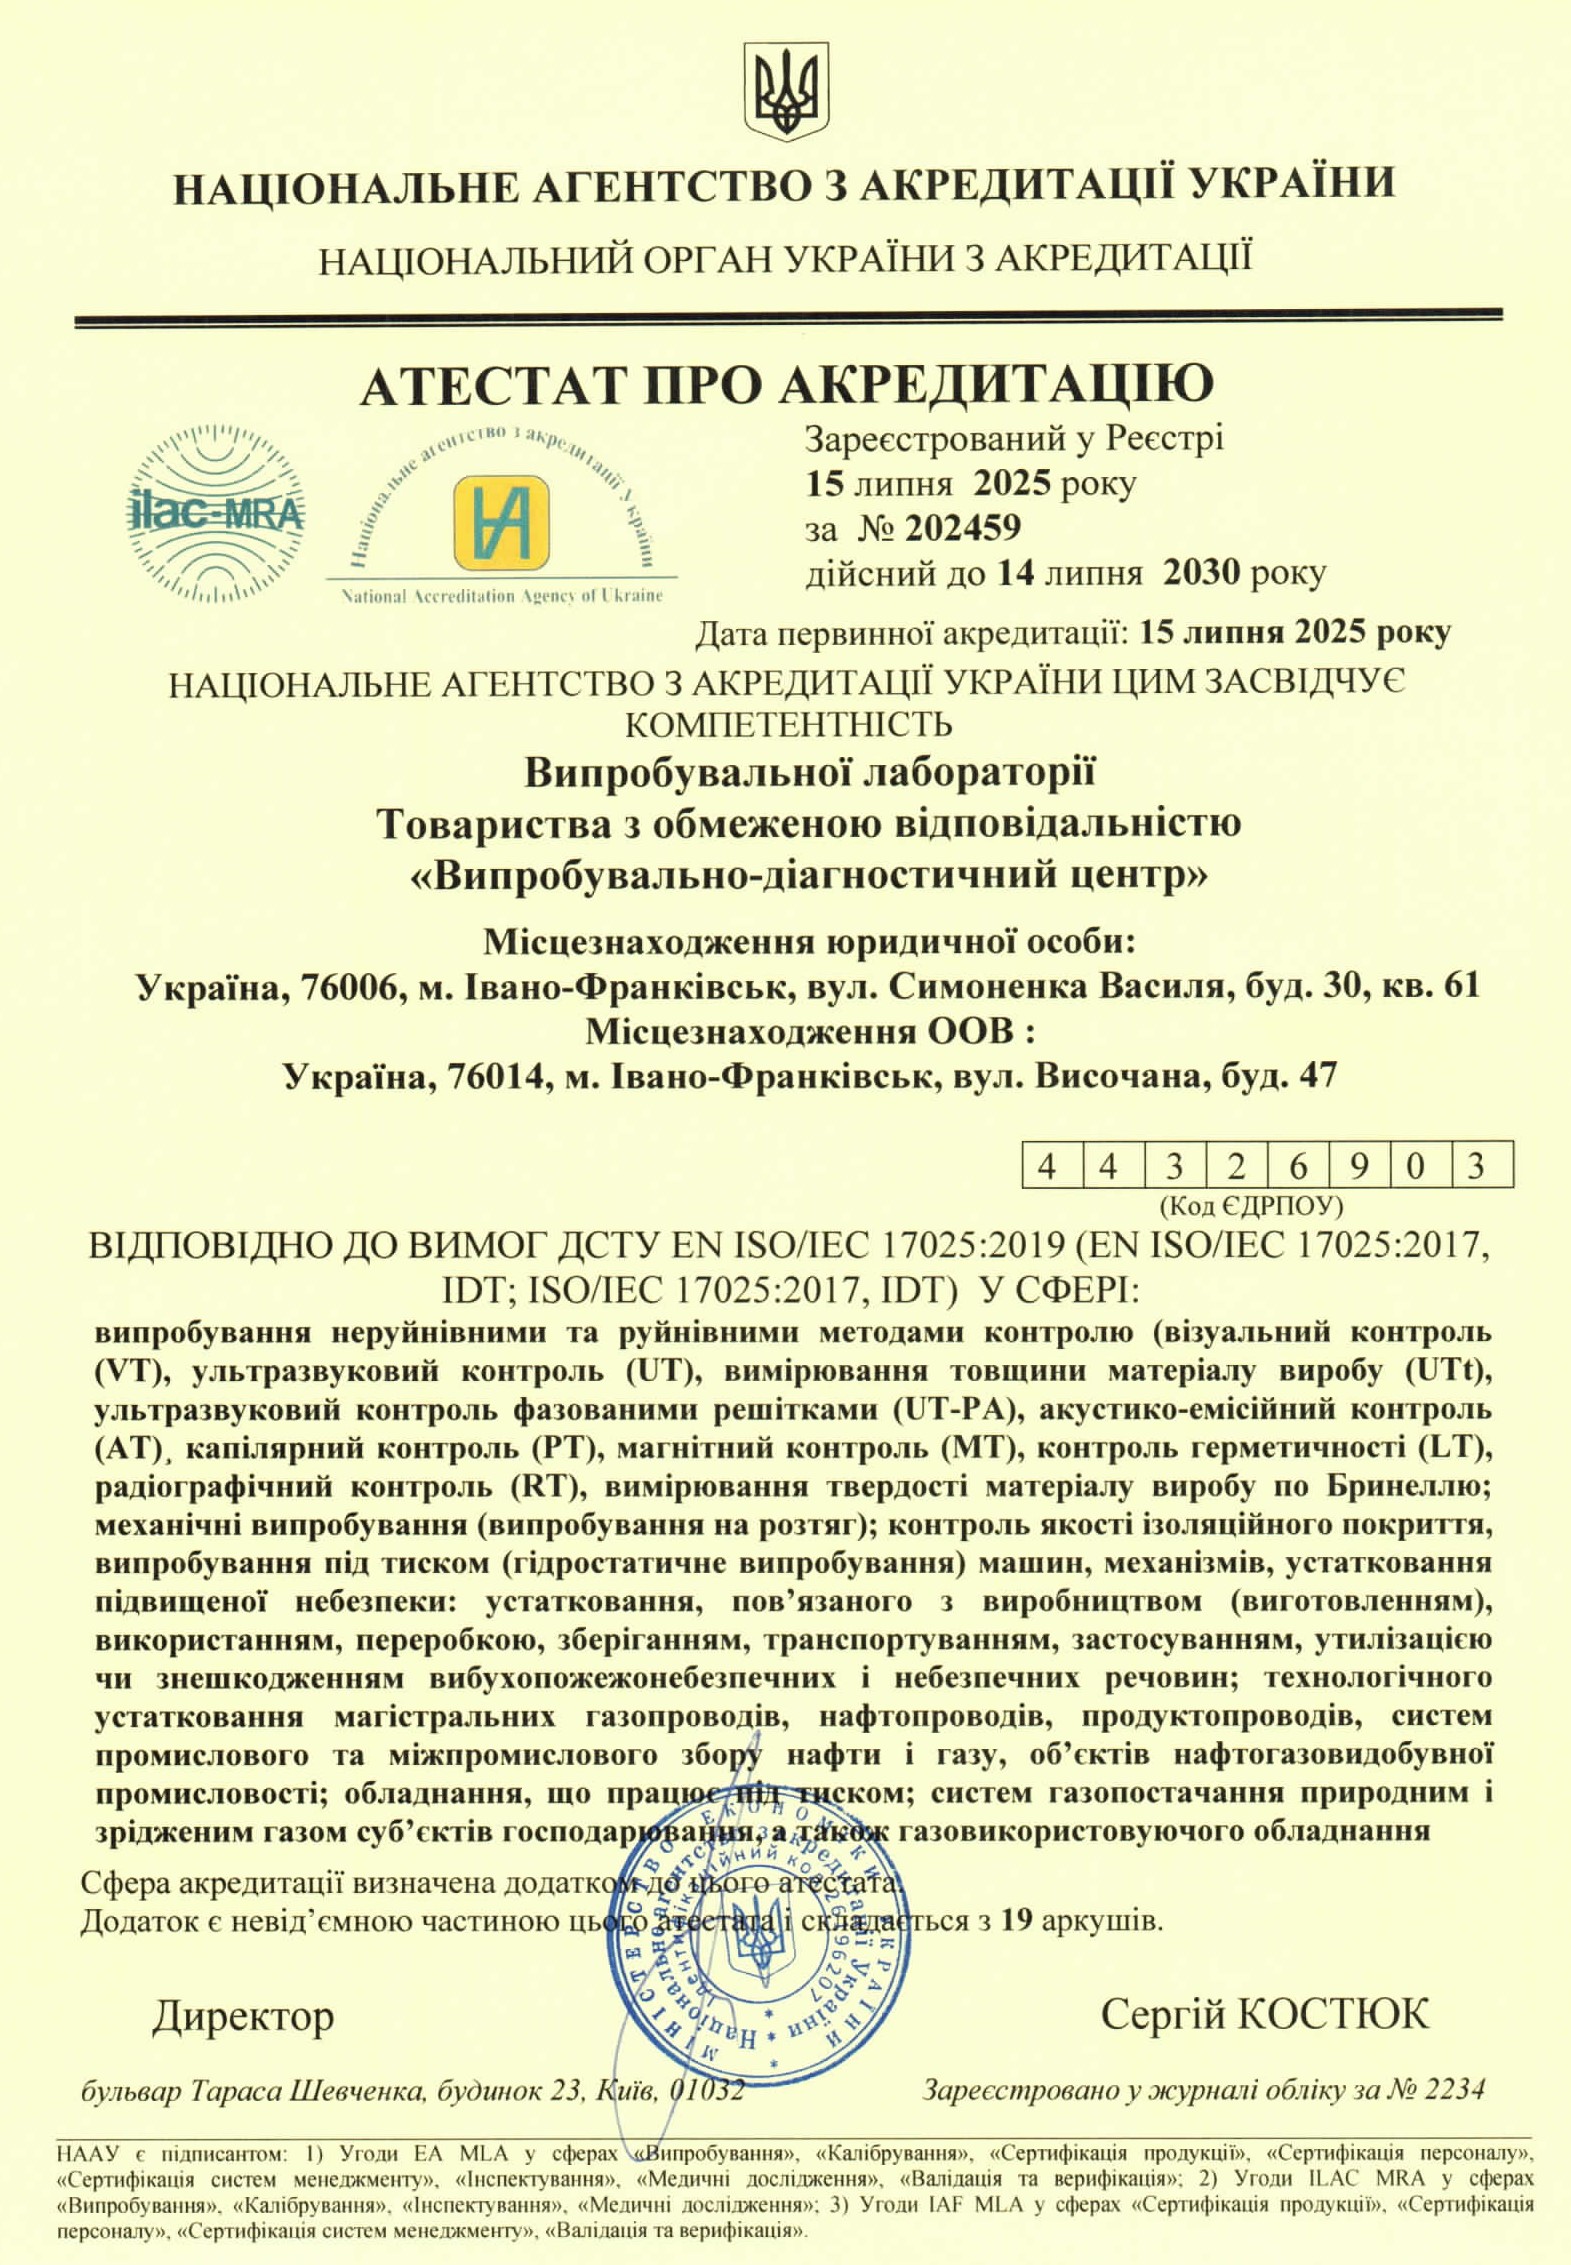 НАЦІОНАЛЬНЕ АГЕНТСТВО З АКРЕДИТАЦІЇ УКРАЇНИ
НАЦІОНАЛЬНИЙ ОРГАН УКРАЇНИ З АКРЕДИТАЦІЇ
АТЕСТАТ ПРО АКРЕДИТАЦІЮ
ilac-MRA
Національне агентство з акредитації України
National Accreditation Agency of Ukraine
Зареєстрований у Реєстрі
15 липня 2025 року
за № 202459
дійсний до 14 липня 2030 року
Дата первинної акредитації: 15 липня 2025 року
НАЦІОНАЛЬНЕ АГЕНТСТВО З АКРЕДИТАЦІЇ УКРАЇНИ ЦИМ ЗАСВІДЧУЄ
КОМПЕТЕНТНІСТЬ
Випробувальної лабораторії
Товариства з обмеженою відповідальністю
«Випробувально-діагностичний центр»
Місцезнаходження юридичної особи:
Україна, 76006, м. Івано-Франківськ, вул. Симоненка Василя, буд. 30, кв. 61
Місцезнаходження ООВ :
Україна, 76014, м. Івано-Франківськ, вул. Височана, буд. 47
4 4 3 2 6 9 0 3
(Код ЄДРПОУ)
ВІДПОВІДНО ДО ВИМОГ ДСТУ EN ISO/IEC 17025:2019 (EN ISO/IEC 17025:2017,
IDT; ISO/IEC 17025:2017, IDT) У СФЕРІ:
випробування неруйнівними та руйнівними методами контролю (візуальний контроль
(VT), ультразвуковий контроль (UT), вимірювання товщини матеріалу виробу (UTt),
ультразвуковий контроль фазованими решітками (UT-PA), акустико-емісійний контроль
(AT), капілярний контроль (PT), магнітний контроль (MT), контроль герметичності (LT),
радіографічний контроль (RT), вимірювання твердості матеріалу виробу по Бринеллю;
механічні випробування (випробування на розтяг); контроль якості ізоляційного покриття,
випробування під тиском (гідростатичне випробування) машин, механізмів, устатковання
підвищеної небезпеки: устатковання, пов’язаного з виробництвом (виготовленням),
використанням, переробкою, зберіганням, транспортуванням, застосуванням, утилізацією
чи знешкодженням вибухопожежонебезпечних і небезпечних речовин; технологічного
устатковання магістральних газопроводів, нафтопроводів, продуктопроводів, систем
промислового та міжпромислового збору нафти і газу, об’єктів нафтогазовидобувної
промисловості; обладнання, що працює під тиском; систем газопостачання природним і
зрідженим газом суб’єктів господарювання, а також газовикористовуючого обладнання
Сфера акредитації визначена додатком до цього атестата.
Додаток є невід’ємною частиною цього атестата і складається з 19 аркушів.
МІНІСТЕРСТВО ЕКОНОМІКИ УКРАЇНИ *
Національне агентство з акредитації України *
Ідентифікаційний код 26196207 *
Директор
Сергій КОСТЮК
бульвар Тараса Шевченка, будинок 23, Київ, 01032
Зареєстровано у журналі обліку за № 2234
НААУ є підписантом: 1) Угоди EA MLA у сферах «Випробування», «Калібрування», «Сертифікація продукції», «Сертифікація персоналу»,
«Сертифікація систем менеджменту», «Інспектування», «Медичні дослідження», «Валідація та верифікація»; 2) Угоди ILAC MRA у сферах
«Випробування», «Калібрування», «Інспектування», «Медичні дослідження»; 3) Угоди IAF MLA у сферах «Сертифікація продукції», «Сертифікація
персоналу», «Сертифікація систем менеджменту», «Валідація та верифікація».